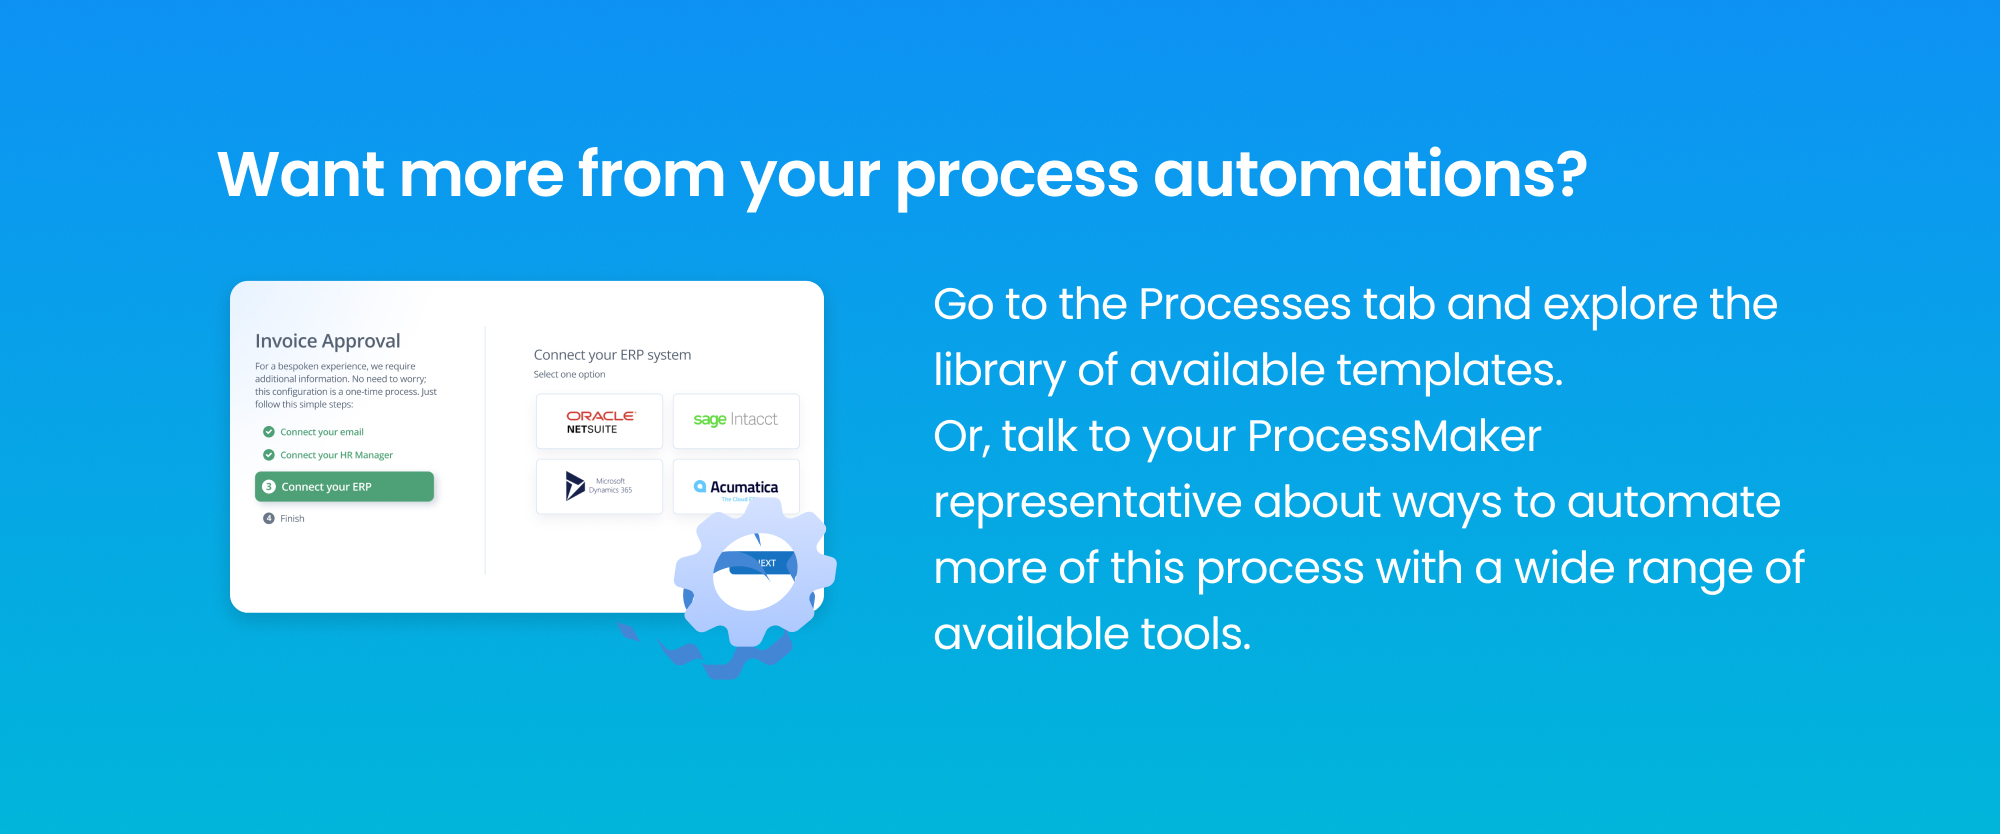 Want more from your process automations?
Invoice Approval
For a bespoken experience, we require
additional information. No need to worry;
this configuration is a one-time process. Just
follow this simple steps:
Connect your email
Connect your HR Manager
3 Connect your ERP
4 Finish
Connect your ERP system
Select one option
ORACLE
NETSUITE
sage Intacct
Microsoft
Dynamics 365
Acumatica
The Cloud
Go to the Processes tab and explore the
library of available templates.
Or, talk to your ProcessMaker
representative about ways to automate
more of this process with a wide range of
available tools.